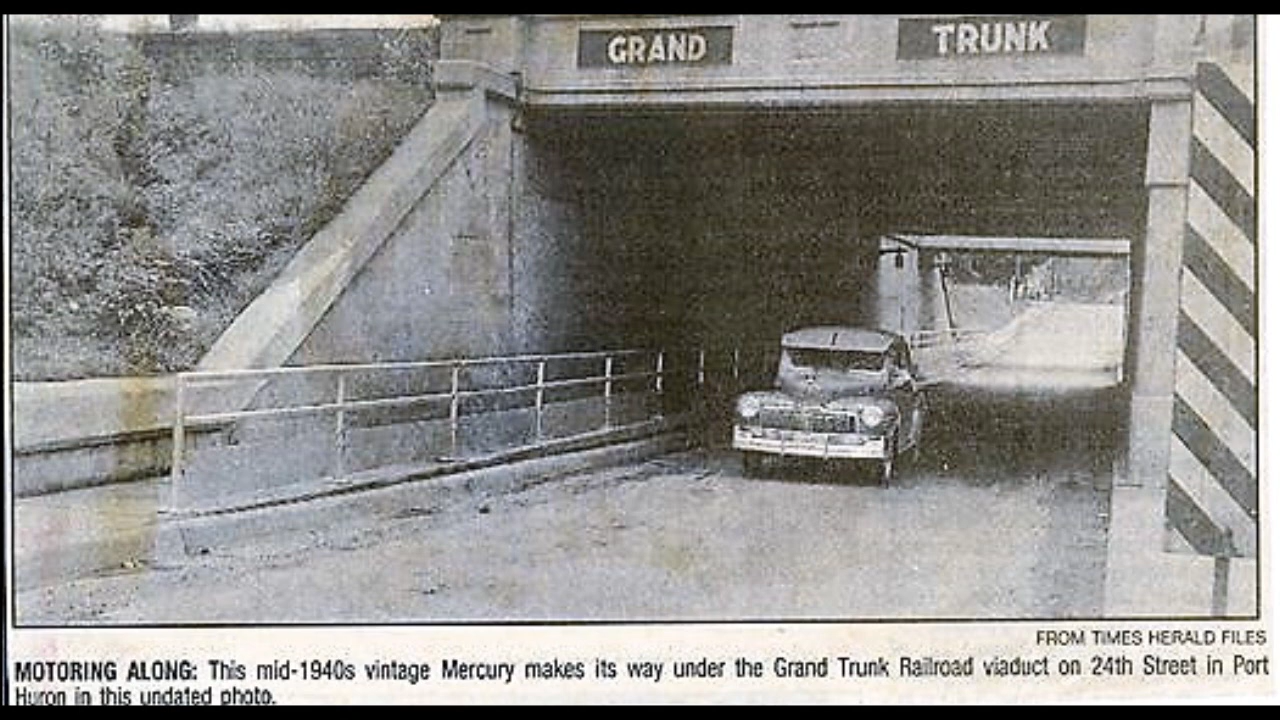 GRAND TRUNK
FROM TIMES HERALD FILES
MOTORING ALONG: This mid-1940s vintage Mercury makes its way under the Grand Trunk Railroad viaduct on 24th Street in Port
Huron in this undated photo.